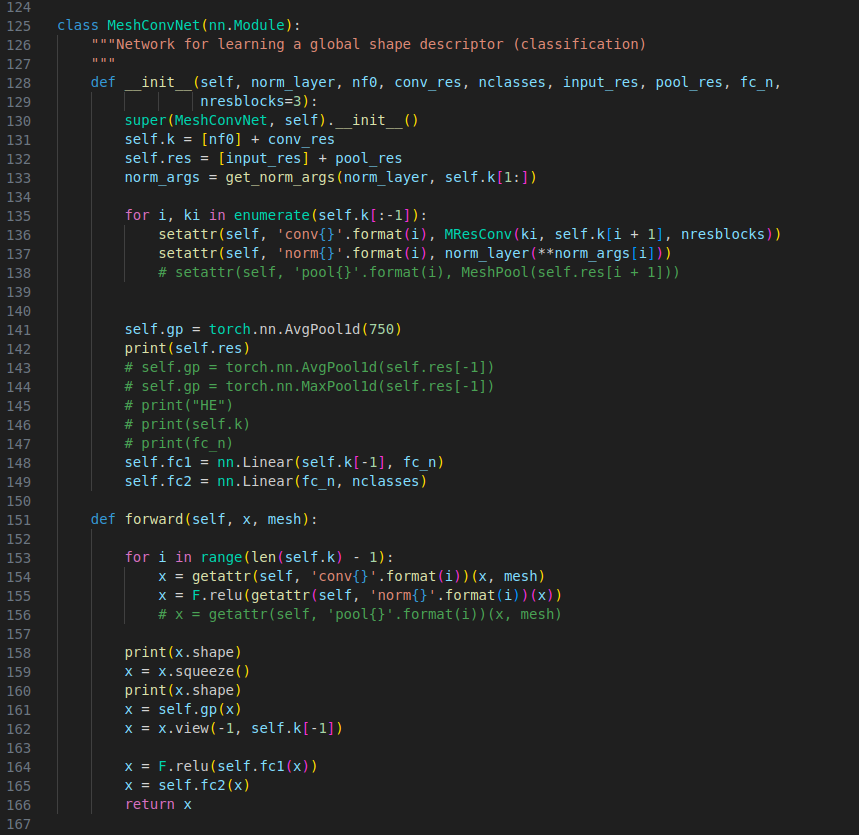 124
125 class MeshConvNet(nn.Module):
126     """Network for learning a global shape descriptor (classification)
127     """
128     def __init__(self, norm_layer, nf0, conv_res, nclasses, input_res, pool_res, fc_n,
129                  nresblocks=3):
130         super(MeshConvNet, self).__init__()
131         self.k = [nf0] + conv_res
132         self.res = [input_res] + pool_res
133         norm_args = get_norm_args(norm_layer, self.k[1:])
134
135         for i, ki in enumerate(self.k[:-1]):
136             setattr(self, 'conv{}'.format(i), MResConv(ki, self.k[i + 1], nresblocks))
137             setattr(self, 'norm{}'.format(i), norm_layer(**norm_args[i]))
138             # setattr(self, 'pool{}'.format(i), MeshPool(self.res[i + 1]))
139
140
141         self.gp = torch.nn.AvgPool1d(750)
142         print(self.res)
143         # self.gp = torch.nn.AvgPool1d(self.res[-1])
144         # self.gp = torch.nn.MaxPool1d(self.res[-1])
145         # print("HE")
146         # print(self.k)
147         # print(fc_n)
148         self.fc1 = nn.Linear(self.k[-1], fc_n)
149         self.fc2 = nn.Linear(fc_n, nclasses)
150
151     def forward(self, x, mesh):
152
153         for i in range(len(self.k) - 1):
154             x = getattr(self, 'conv{}'.format(i))(x, mesh)
155             x = F.relu(getattr(self, 'norm{}'.format(i))(x))
156             # x = getattr(self, 'pool{}'.format(i))(x, mesh)
157
158         print(x.shape)
159         x = x.squeeze()
160         print(x.shape)
161         x = self.gp(x)
162         x = x.view(-1, self.k[-1])
163
164         x = F.relu(self.fc1(x))
165         x = self.fc2(x)
166         return x
167